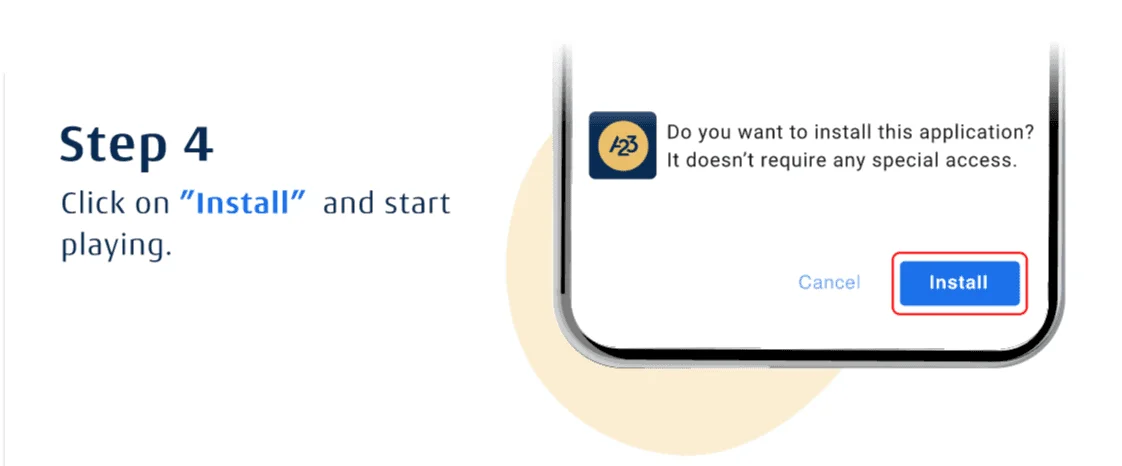 Step 4
Click on "Install" and start
playing.
A23
Do you want to install this application?
It doesn't require any special access.
Cancel
Install